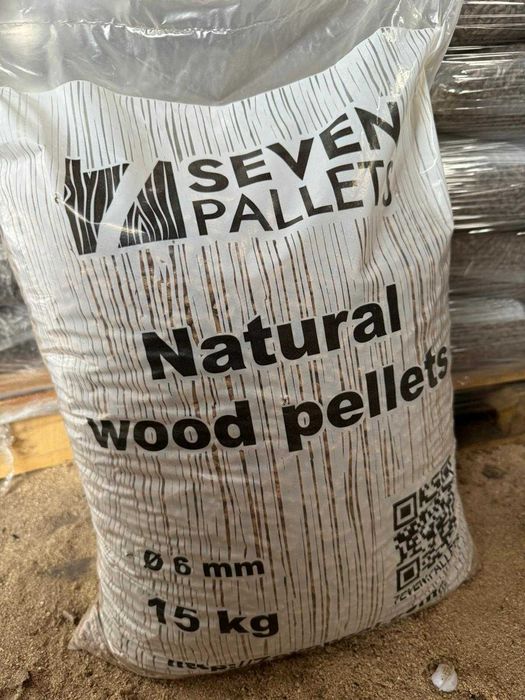 SEVEN
PALLETS
Natural
wood pellets
Ø 6 mm
15 kg